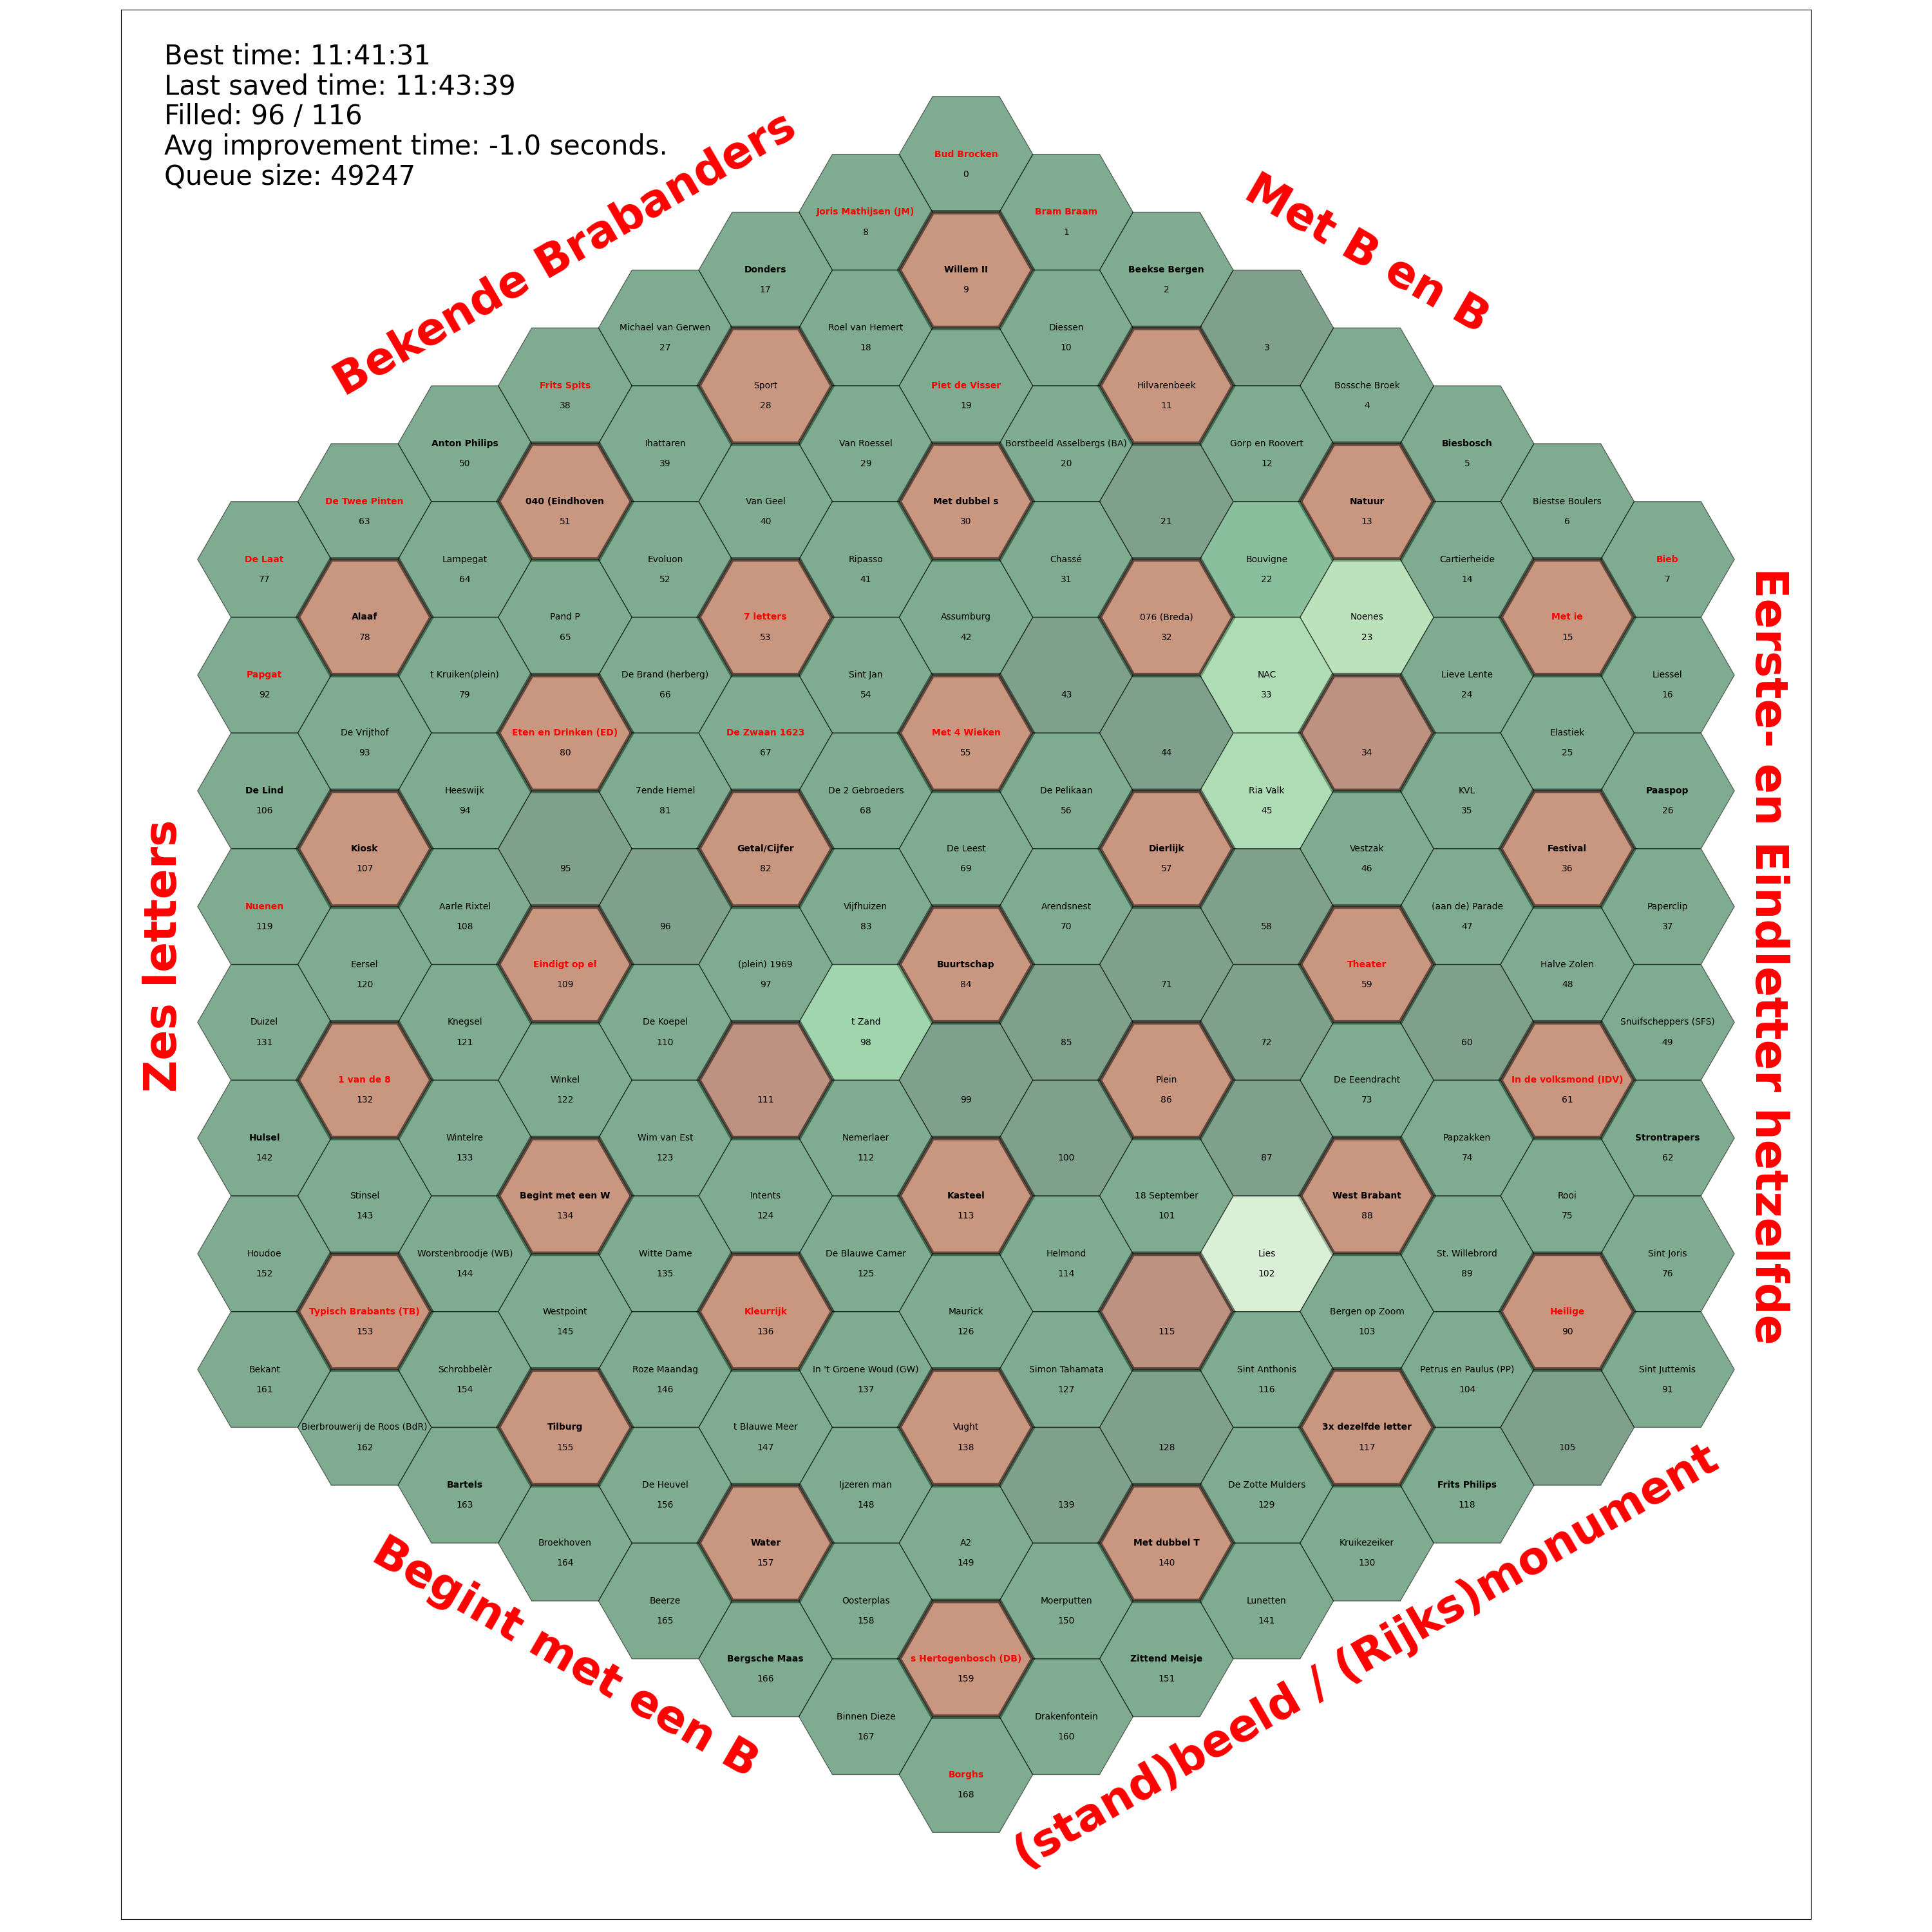 Best time: 11:41:31
Last saved time: 11:43:39
Filled: 96 / 116
Avg improvement time: -1.0 seconds.
Queue size: 49247
Bekende Brabanders
Met B en B
Eerste- en Eindletter hetzelfde
(stand)beeld / (Rijks)monument
Begint met een B
Zes letters
Bud Brocken
0
Bram Braam
1
Beekse Bergen
2
3
Bossche Broek
4
Biesbosch
5
Biestse Boulers
6
Bieb
7
Joris Mathijsen (JM)
8
Willem II
9
Diessen
10
Hilvarenbeek
11
Gorp en Roovert
12
Natuur
13
Cartierheide
14
Met ie
15
Liessel
16
Donders
17
Roel van Hemert
18
Piet de Visser
19
Borstbeeld Asselbergs (BA)
20
21
Bouvigne
22
Noenes
23
Lieve Lente
24
Elastiek
25
Paaspop
26
Michael van Gerwen
27
Sport
28
Van Roessel
29
Met dubbel s
30
Chassé
31
076 (Breda)
32
NAC
33
34
KVL
35
Festival
36
Paperclip
37
Frits Spits
38
Ihattaren
39
Van Geel
40
Ripasso
41
Assumburg
42
43
44
Ria Valk
45
Vestzak
46
(aan de) Parade
47
Halve Zolen
48
Snuifscheppers (SFS)
49
Anton Philips
50
040 (Eindhoven
51
Evoluon
52
7 letters
53
Sint Jan
54
Met 4 Wieken
55
De Pelikaan
56
Dierlijk
57
58
Theater
59
60
In de volksmond (IDV)
61
Strontrapers
62
De Twee Pinten
63
Lampegat
64
Pand P
65
De Brand (herberg)
66
De Zwaan 1623
67
De 2 Gebroeders
68
De Leest
69
Arendsnest
70
71
72
De Eeendracht
73
Papzakken
74
Rooi
75
Sint Joris
76
De Laat
77
Alaaf
78
t Kruiken(plein)
79
Eten en Drinken (ED)
80
7ende Hemel
81
Getal/Cijfer
82
Vijfhuizen
83
Buurtschap
84
85
Plein
86
87
West Brabant
88
St. Willebrord
89
Heilige
90
Sint Juttemis
91
Papgat
92
De Vrijthof
93
Heeswijk
94
95
96
(plein) 1969
97
t Zand
98
99
100
18 September
101
Lies
102
Bergen op Zoom
103
Petrus en Paulus (PP)
104
105
De Lind
106
Kiosk
107
Aarle Rixtel
108
Eindigt op el
109
De Koepel
110
111
Nemerlaer
112
Kasteel
113
Helmond
114
115
Sint Anthonis
116
3x dezelfde letter
117
Frits Philips
118
Nuenen
119
Eersel
120
Knegsel
121
Winkel
122
Wim van Est
123
Intents
124
De Blauwe Camer
125
Maurick
126
Simon Tahamata
127
128
De Zotte Mulders
129
Kruikezeiker
130
Duizel
131
1 van de 8
132
Wintelre
133
Begint met een W
134
Witte Dame
135
Kleurrijk
136
In 't Groene Woud (GW)
137
Vught
138
139
Met dubbel T
140
Lunetten
141
Hulsel
142
Stinsel
143
Worstenbroodje (WB)
144
Westpoint
145
Roze Maandag
146
t Blauwe Meer
147
Ijzeren man
148
A2
149
Moerputten
150
Zittend Meisje
151
Houdoe
152
Typisch Brabants (TB)
153
Schrobbelèr
154
Tilburg
155
De Heuvel
156
Water
157
Oosterplas
158
s Hertogenbosch (DB)
159
Drakenfontein
160
Bekant
161
Bierbrouwerij de Roos (BdR)
162
Bartels
163
Broekhoven
164
Beerze
165
Bergsche Maas
166
Binnen Dieze
167
Borghs
168